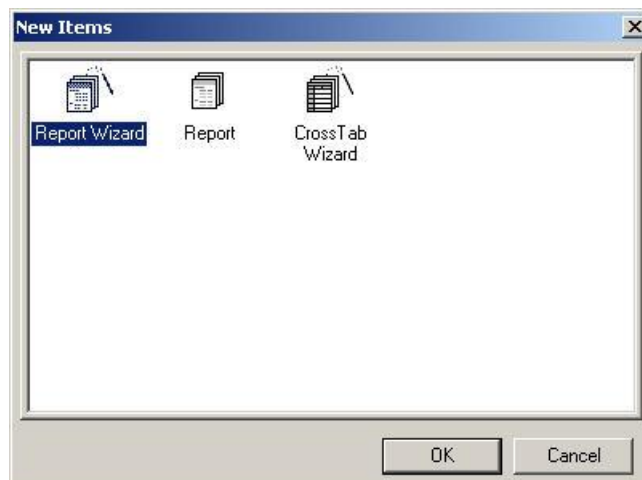 New Items
Report Wizard
Report
CrossTab
Wizard
OK
Cancel